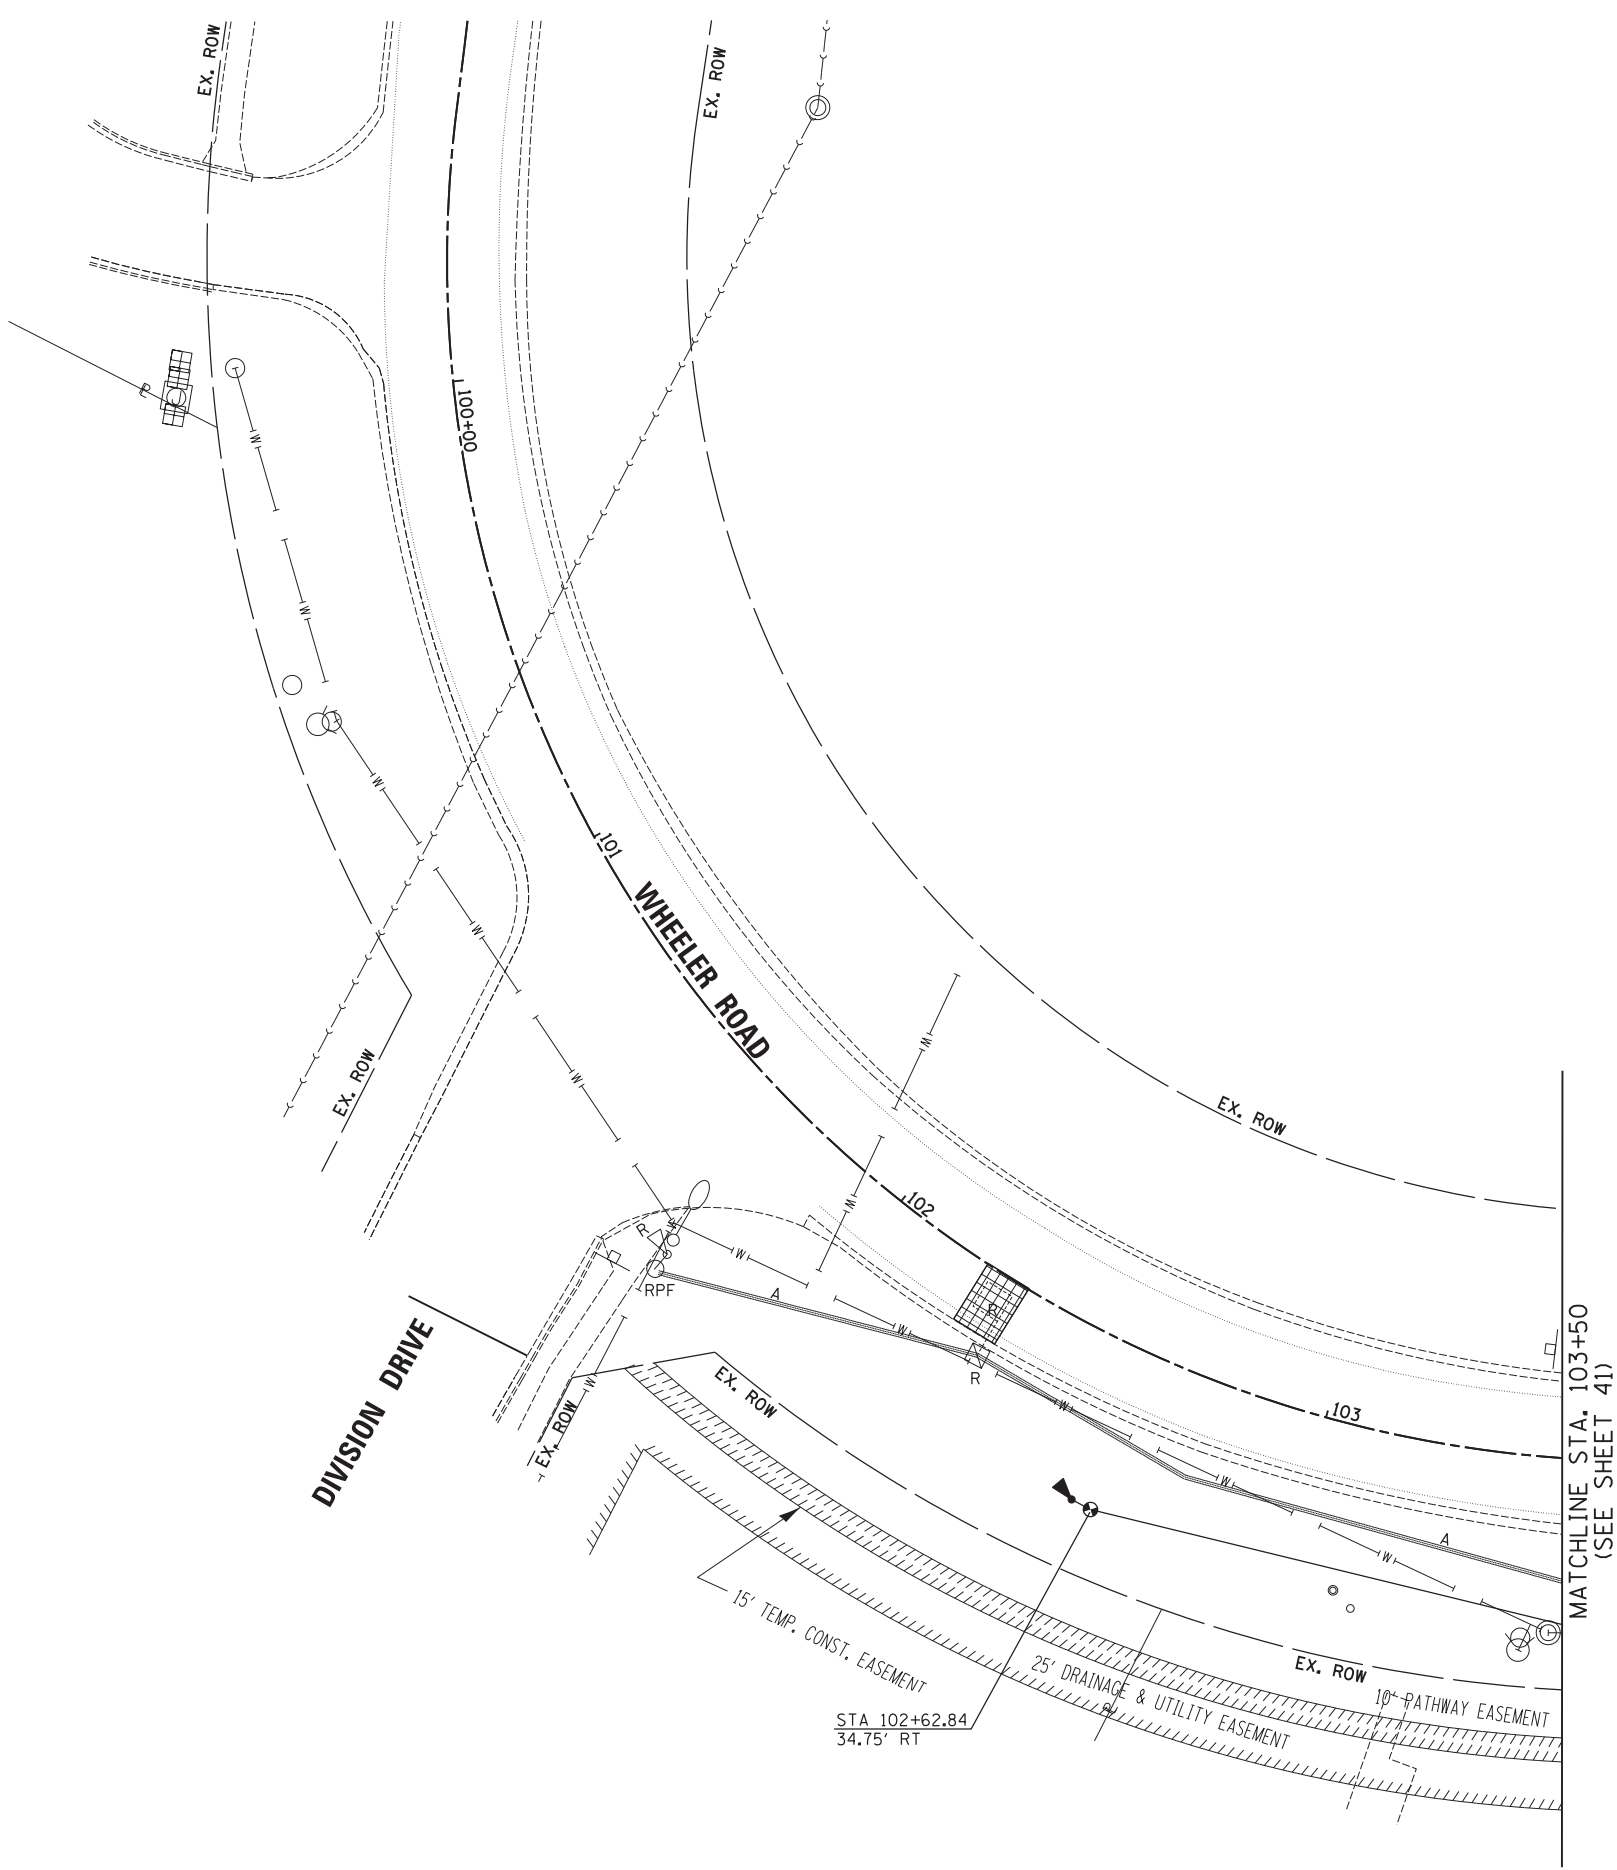 EX. ROW
EX. ROW
PL
W
100+00
W
W
101
WHEELER ROAD
W
W
EX. ROW
W
EX. ROW
W
102
R
W
RPF
A
R
W
R
DIVISION DRIVE
W
EX. ROW
EX. ROW
W
103
W
MATCHLINE STA. 103+50
(SEE SHEET 41)
A
W
15' TEMP. CONST. EASEMENT
25' DRAINAGE & UTILITY EASEMENT
EX. ROW
10' PATHWAY EASEMENT
PL
STA 102+62.84
34.75' RT